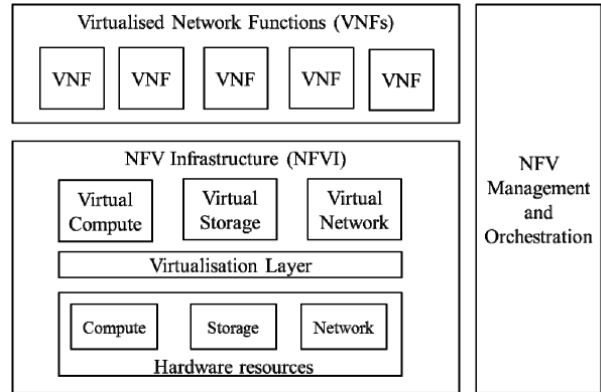 Virtualised Network Functions (VNFs)
VNF
VNF
VNF
VNF
VNF
NFV Infrastructure (NFVI)
Virtual
Compute
Virtual
Storage
Virtual
Network
Virtualisation Layer
Compute
Storage
Network
Hardware resources
NFV
Management
and
Orchestration